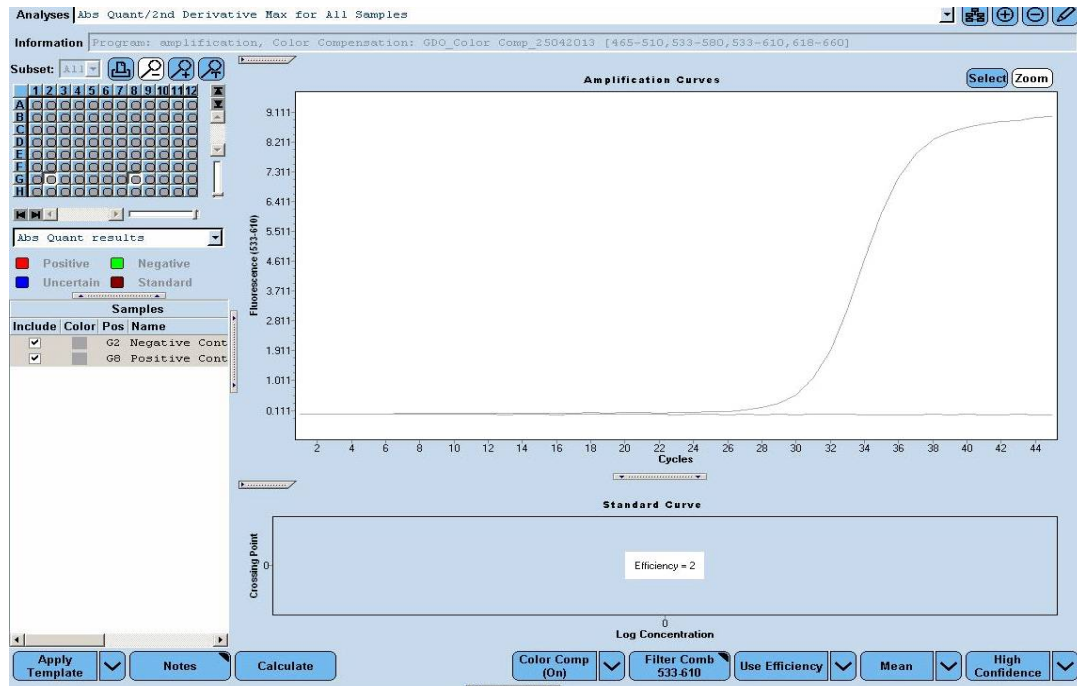 Analyses Abs Quant/2nd Derivative Max for All Samples
Information Program: amplification, Color Compensation: GDO_Color Comp_25042013 [465-510,533-580,533-610,618-660]
Subset: All
1 2 3 4 5 6 7 8 9 10 11 12
A
B
C
D
E
F
G
H
Abs Quant results
Positive Negative
Uncertain Standard
Samples
Include Color Pos Name
G2 Negative Cont
G8 Positive Cont
Amplification Curves
Select Zoom
Fluorescence (533-610)
9.111
8.211
7.311
6.411
5.511
4.611
3.711
2.811
1.911
1.011
0.111
2 4 6 8 10 12 14 16 18 20 22 24 26 28 30 32 34 36 38 40 42 44
Cycles
Standard Curve
Crossing Point
0
Efficiency = 2
0
Log Concentration
Apply Template
Notes
Calculate
Color Comp (On)
Filter Comb 533-610
Use Efficiency
Mean
High Confidence